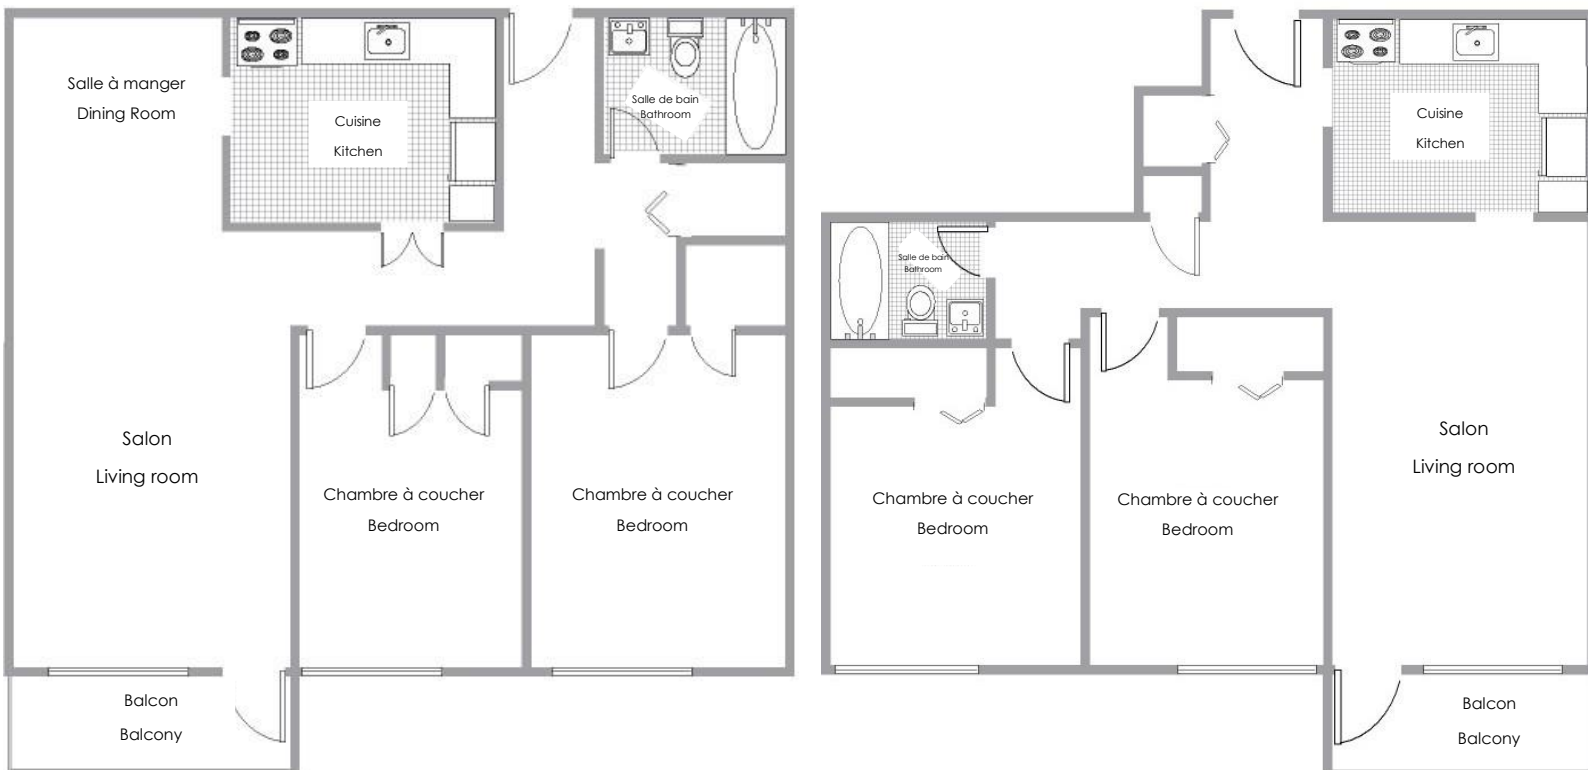 Salle à manger
Dining Room
Cuisine
Kitchen
Salle de bain
Bathroom
Salon
Living room
Chambre à coucher
Bedroom
Chambre à coucher
Bedroom
Balcon
Balcony
Cuisine
Kitchen
Salle de bain
Bathroom
Salon
Living room
Chambre à coucher
Bedroom
Chambre à coucher
Bedroom
Balcon
Balcony